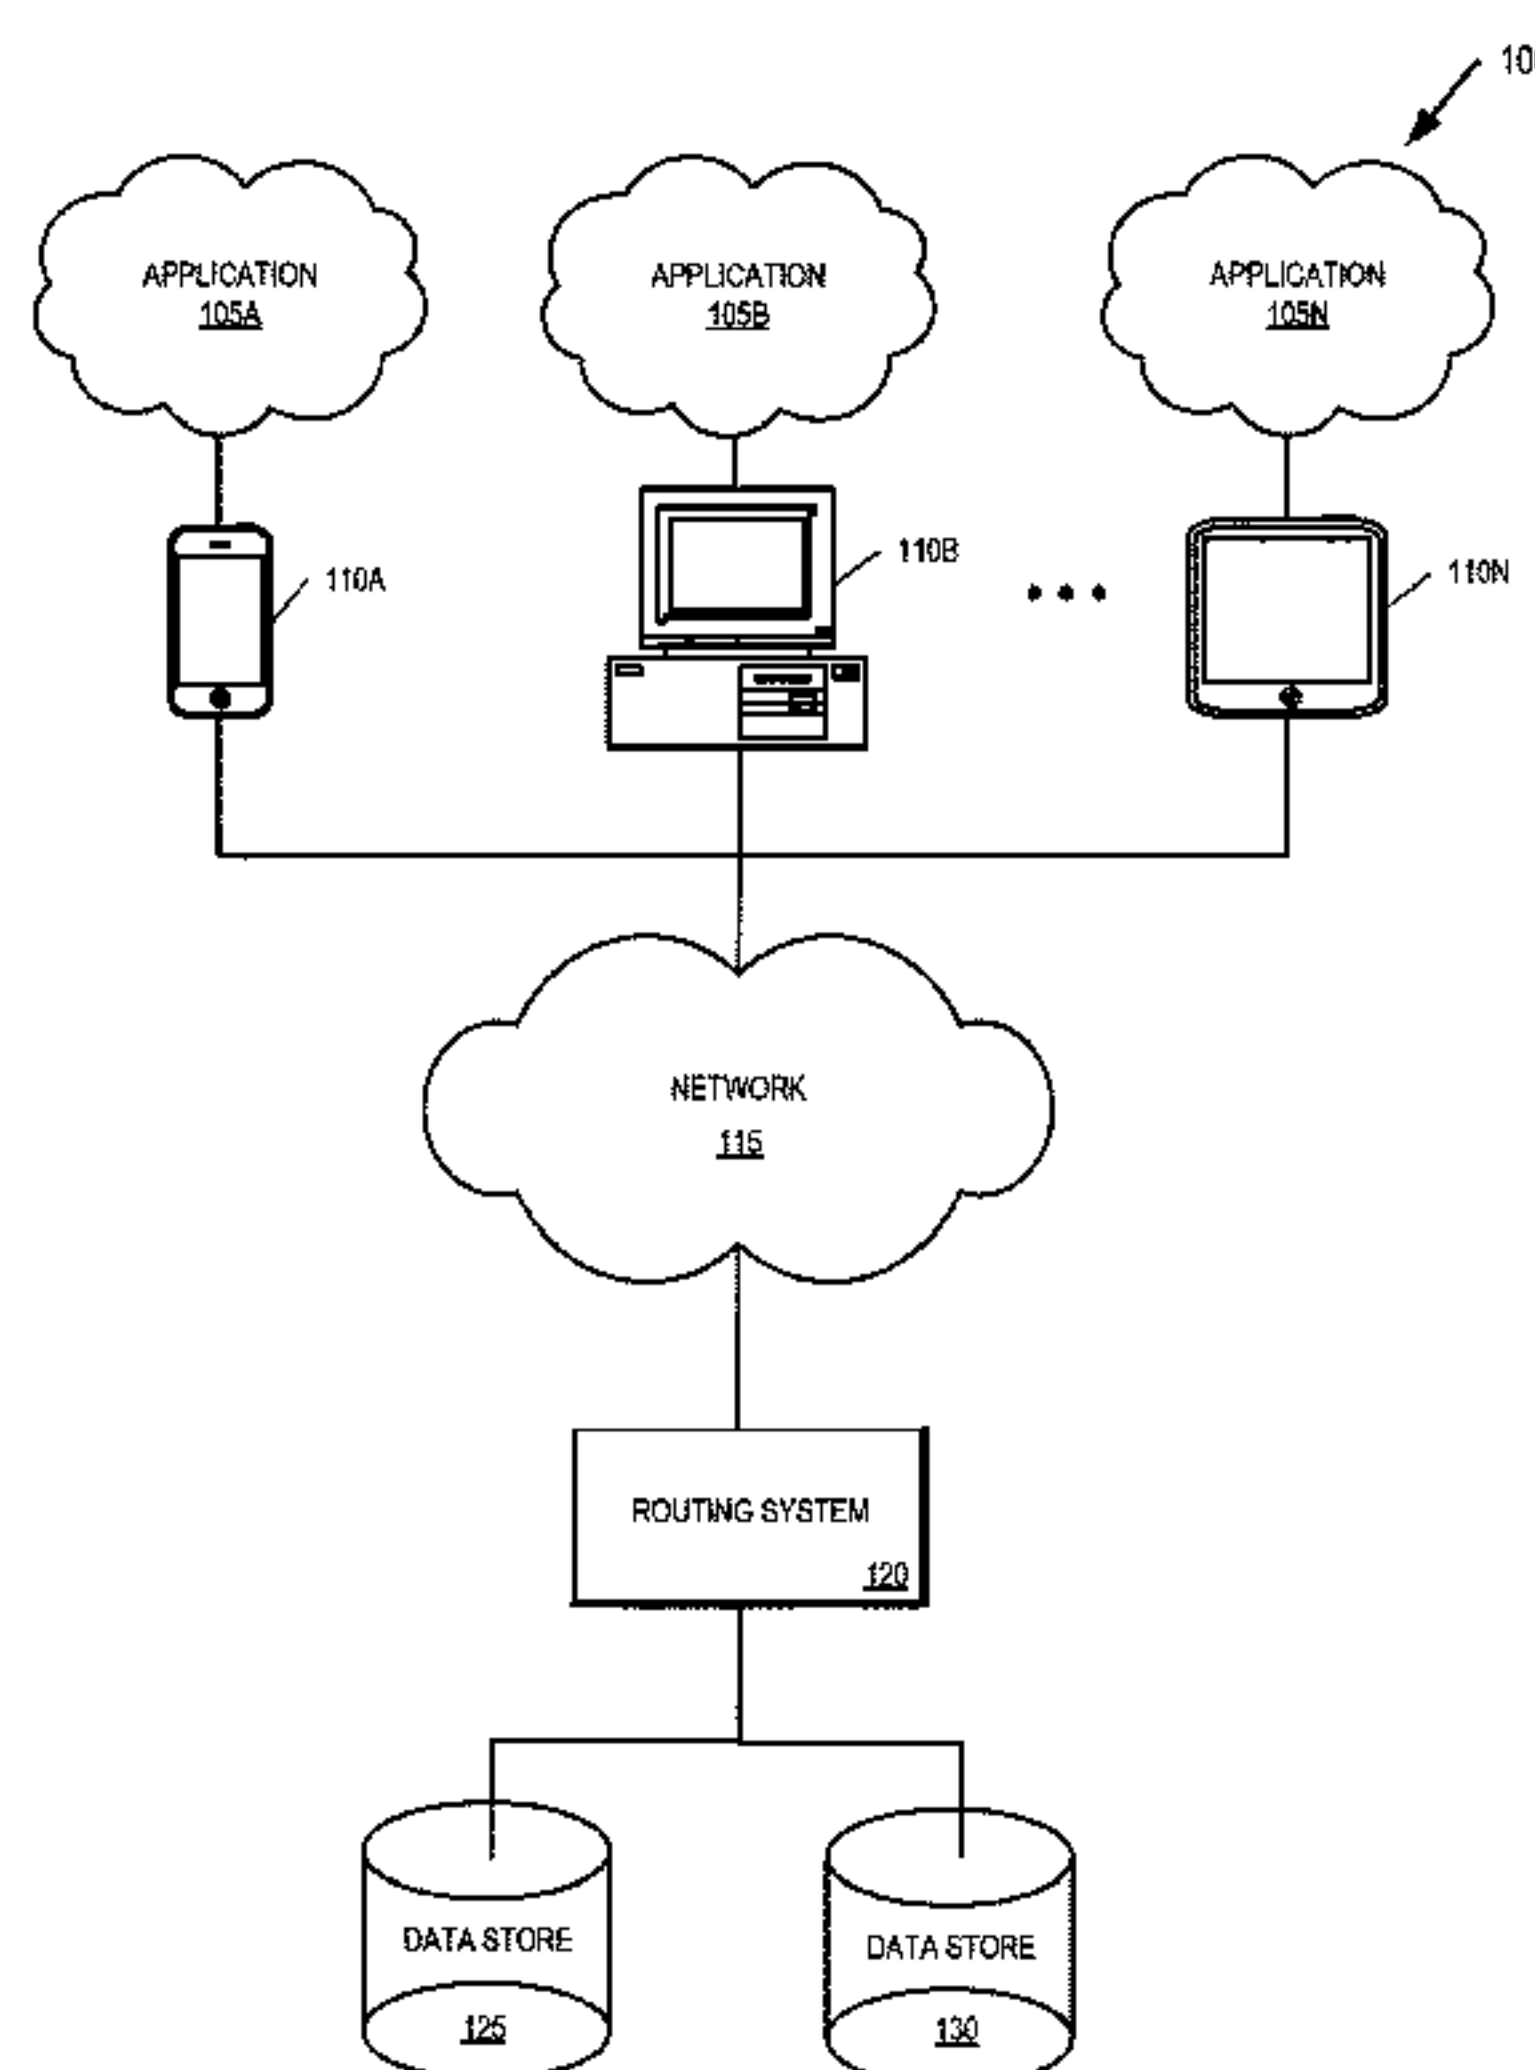 10
APPLICATION
105A
APPLICATION
105B
APPLICATION
105N
110A
110B
110N
NETWORK
115
ROUTING SYSTEM
120
DATA STORE
125
DATA STORE
130